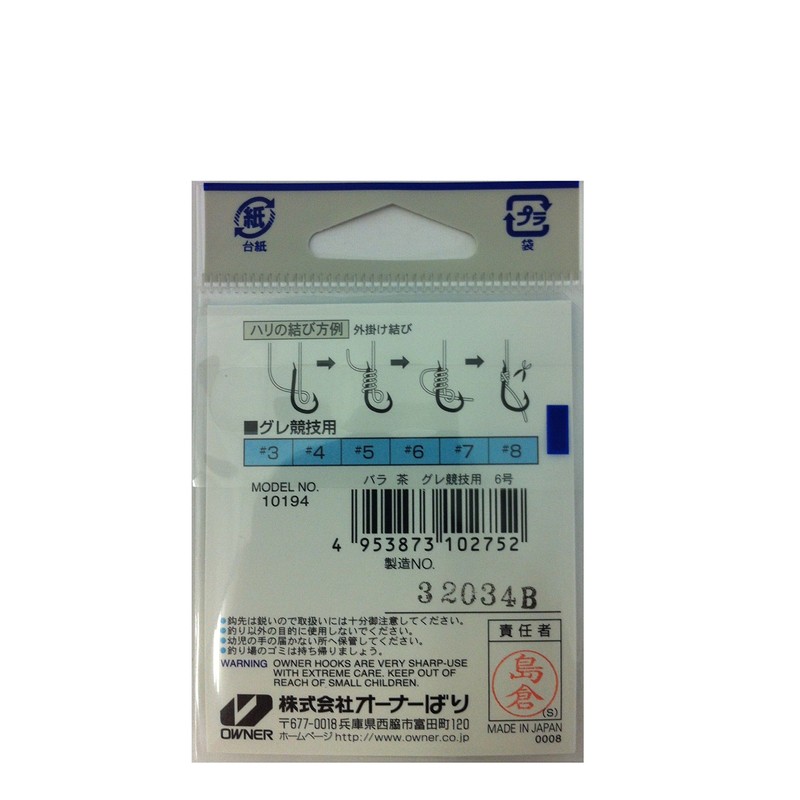 紙
台紙
プラ
袋
ハリの結び方例 外掛け結び
■グレ競技用
#3 #4 #5 #6 #7 #8
MODEL NO.
10194
バラ 茶 グレ競技用 6号
4 953873 102752
製造NO.
32034B
●鈎先は鋭いので取扱いには十分御注意してください。
●釣り以外の目的に使用しないでください。
●幼児の手の届かない所へ保管してください。
●釣り場のゴミは持ち帰りましょう。
WARNING OWNER HOOKS ARE VERY SHARP-USE
WITH EXTREME CARE. KEEP OUT OF
REACH OF SMALL CHILDREN.
責任者
島倉
(S)
OWNER
株式会社オーナーばり
〒677-0018兵庫県西脇市富田町120
ホームページhttp://www.owner.co.jp
MADE IN JAPAN
0008